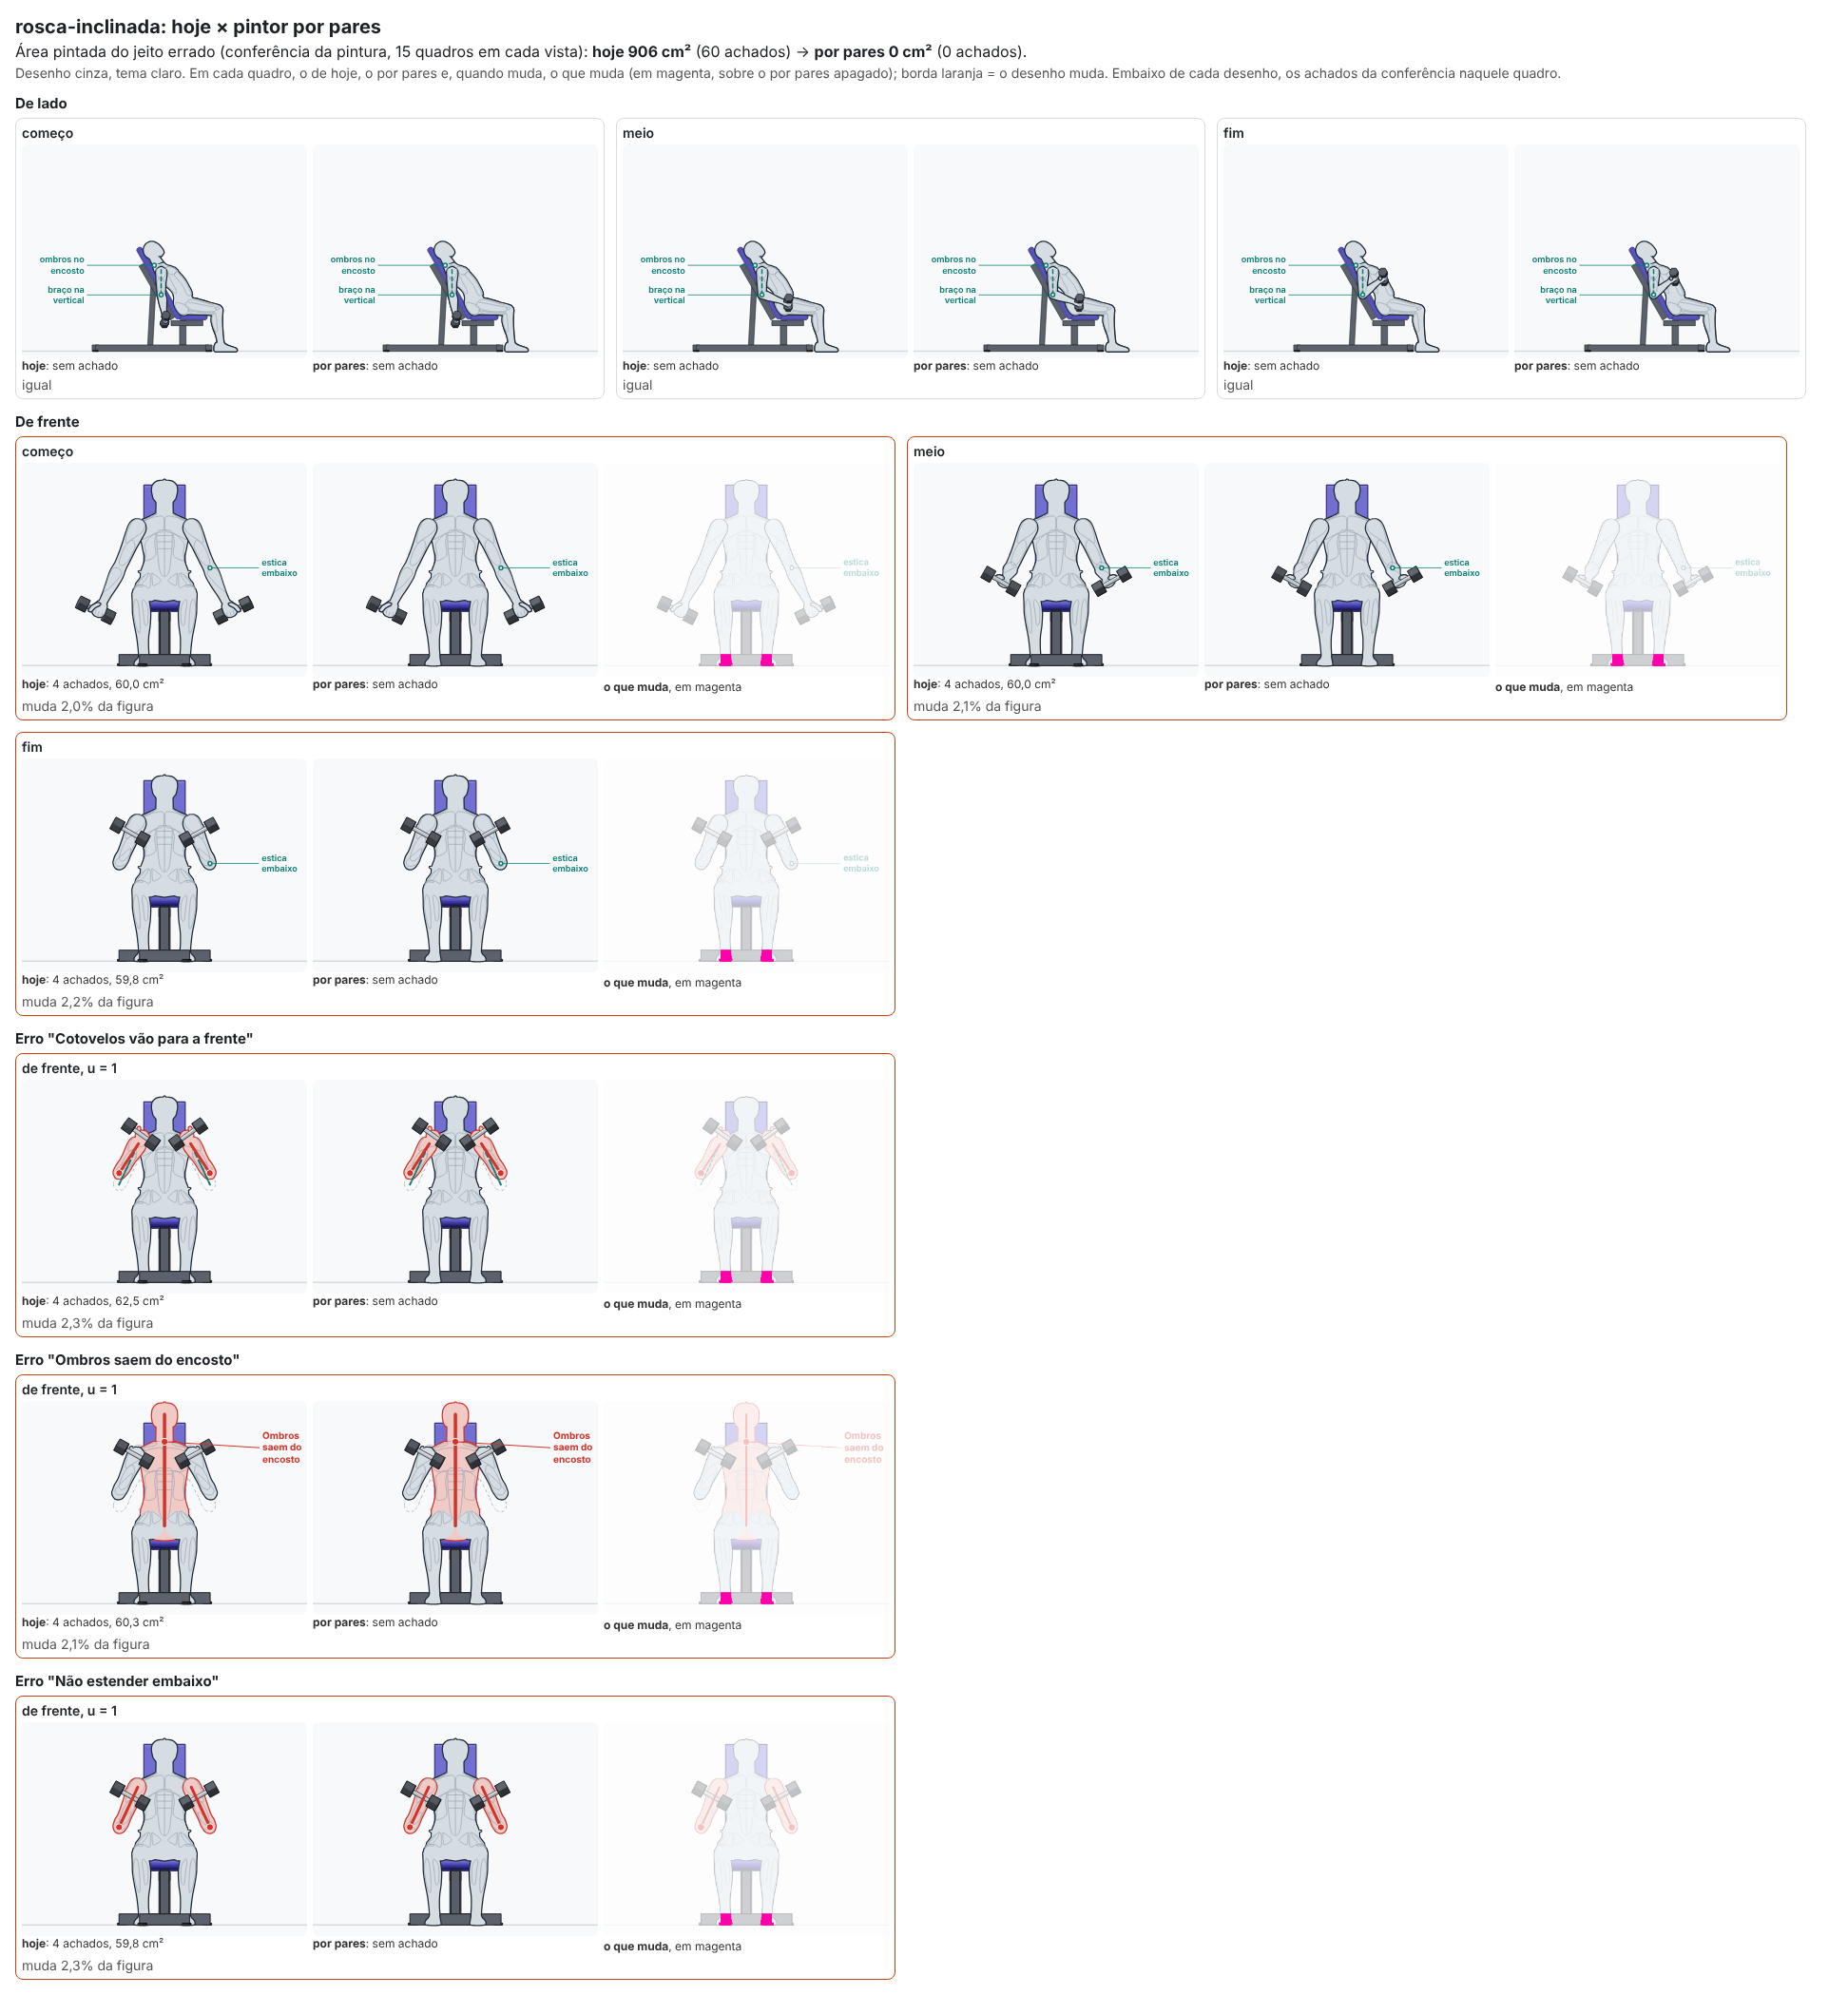 rosca-inclinada: hoje × pintor por pares
Área pintada do jeito errado (conferência da pintura, 15 quadros em cada vista): hoje 906 cm² (60 achados) → por pares 0 cm² (0 achados).
Desenho cinza, tema claro. Em cada quadro, o de hoje, o por pares e, quando muda, o que muda (em magenta, sobre o por pares apagado); borda laranja = o desenho muda. Embaixo de cada desenho, os achados da conferência naquele quadro.
De lado
começo
ombros no
encosto
braço na
vertical
ombros no
encosto
braço na
vertical
hoje: sem achado
por pares: sem achado
igual
meio
ombros no
encosto
braço na
vertical
ombros no
encosto
braço na
vertical
hoje: sem achado
por pares: sem achado
igual
fim
ombros no
encosto
braço na
vertical
ombros no
encosto
braço na
vertical
hoje: sem achado
por pares: sem achado
igual
De frente
começo
estica
embaixo
estica
embaixo
estica
embaixo
hoje: 4 achados, 60,0 cm²
por pares: sem achado
o que muda, em magenta
muda 2,0% da figura
meio
estica
embaixo
estica
embaixo
estica
embaixo
hoje: 4 achados, 60,0 cm²
por pares: sem achado
o que muda, em magenta
muda 2,1% da figura
fim
estica
embaixo
estica
embaixo
estica
embaixo
hoje: 4 achados, 59,8 cm²
por pares: sem achado
o que muda, em magenta
muda 2,2% da figura
Erro "Cotovelos vão para a frente"
de frente, u = 1
hoje: 4 achados, 62,5 cm²
por pares: sem achado
o que muda, em magenta
muda 2,3% da figura
Erro "Ombros saem do encosto"
de frente, u = 1
Ombros
saem do
encosto
Ombros
saem do
encosto
Ombros
saem do
encosto
hoje: 4 achados, 60,3 cm²
por pares: sem achado
o que muda, em magenta
muda 2,1% da figura
Erro "Não estender embaixo"
de frente, u = 1
hoje: 4 achados, 59,8 cm²
por pares: sem achado
o que muda, em magenta
muda 2,3% da figura